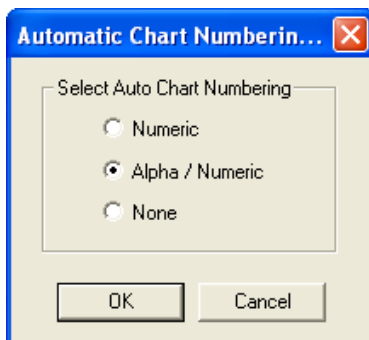 Automatic Chart Numberin...
Select Auto Chart Numbering
Numeric
Alpha / Numeric
None
OK Cancel